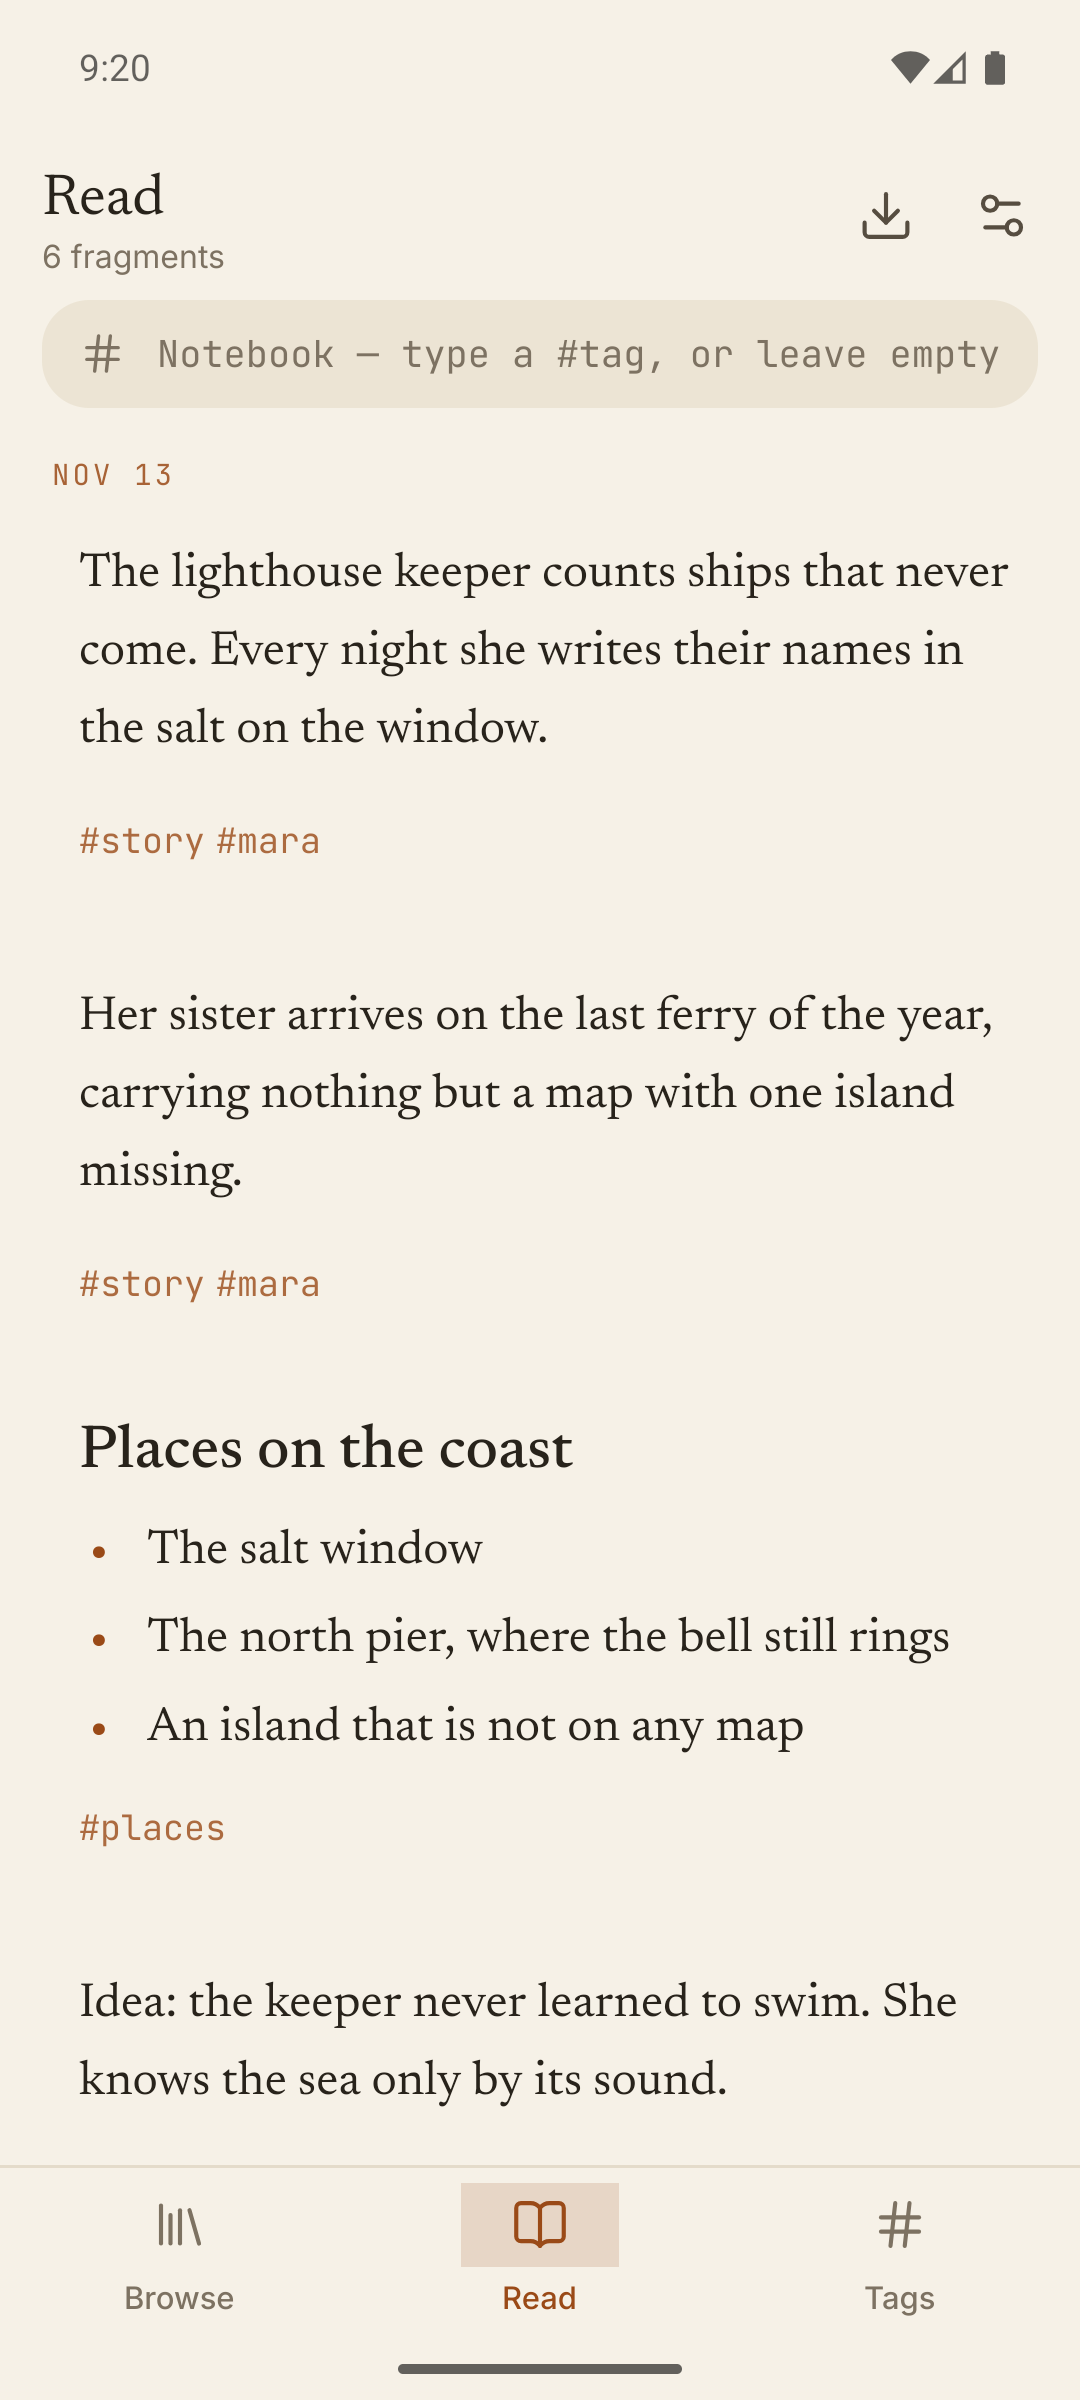 9:20
Read
6 fragments
Notebook — type a #tag, or leave empty
NOV 13
The lighthouse keeper counts ships that never
come. Every night she writes their names in
the salt on the window.
#story #mara
Her sister arrives on the last ferry of the year,
carrying nothing but a map with one island
missing.
#story #mara
Places on the coast
• The salt window
• The north pier, where the bell still rings
• An island that is not on any map
#places
Idea: the keeper never learned to swim. She
knows the sea only by its sound.
Browse
Read
Tags